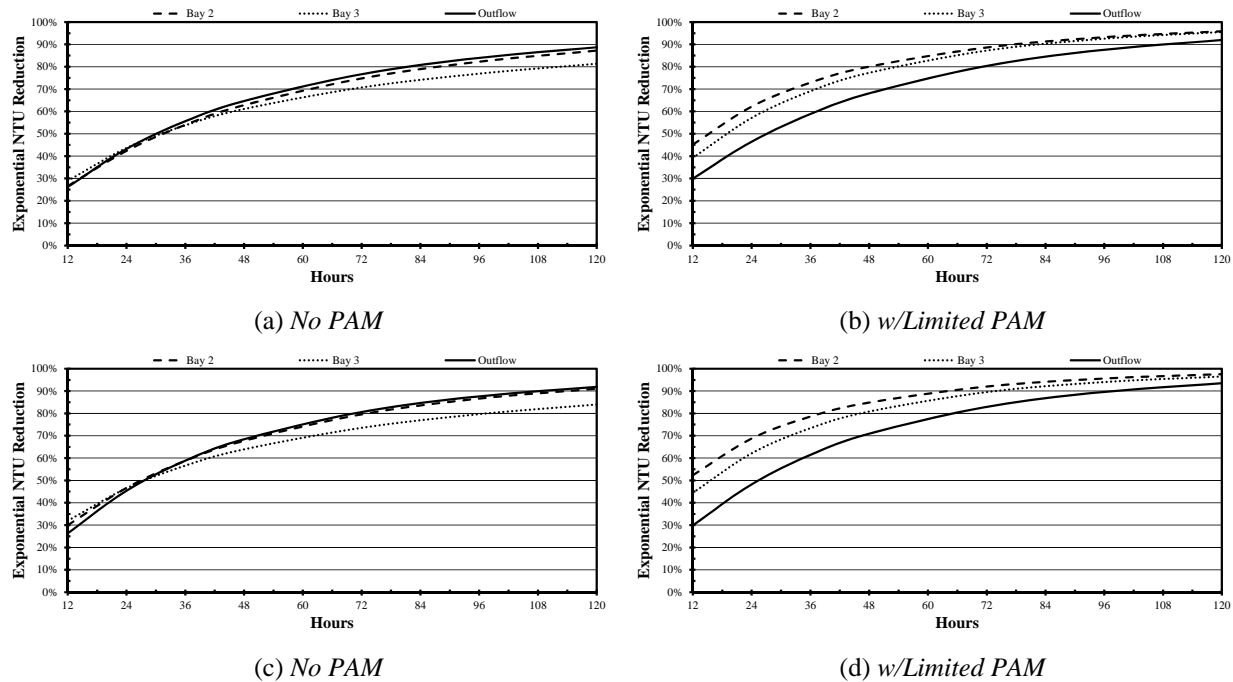 Bay 2 Bay 3 Outflow
100%
90%
80%
70%
60%
50%
40%
30%
20%
10%
0%
Exponential NTU Reduction
12 24 36 48 60 72 84 96 108 120
Hours
(a) No PAM
Bay 2 Bay 3 Outflow
100%
90%
80%
70%
60%
50%
40%
30%
20%
10%
0%
Exponential NTU Reduction
12 24 36 48 60 72 84 96 108 120
Hours
(b) w/Limited PAM
Bay 2 Bay 3 Outflow
100%
90%
80%
70%
60%
50%
40%
30%
20%
10%
0%
Exponential NTU Reduction
12 24 36 48 60 72 84 96 108 120
Hours
(c) No PAM
Bay 2 Bay 3 Outflow
100%
90%
80%
70%
60%
50%
40%
30%
20%
10%
0%
Exponential NTU Reduction
12 24 36 48 60 72 84 96 108 120
Hours
(d) w/Limited PAM